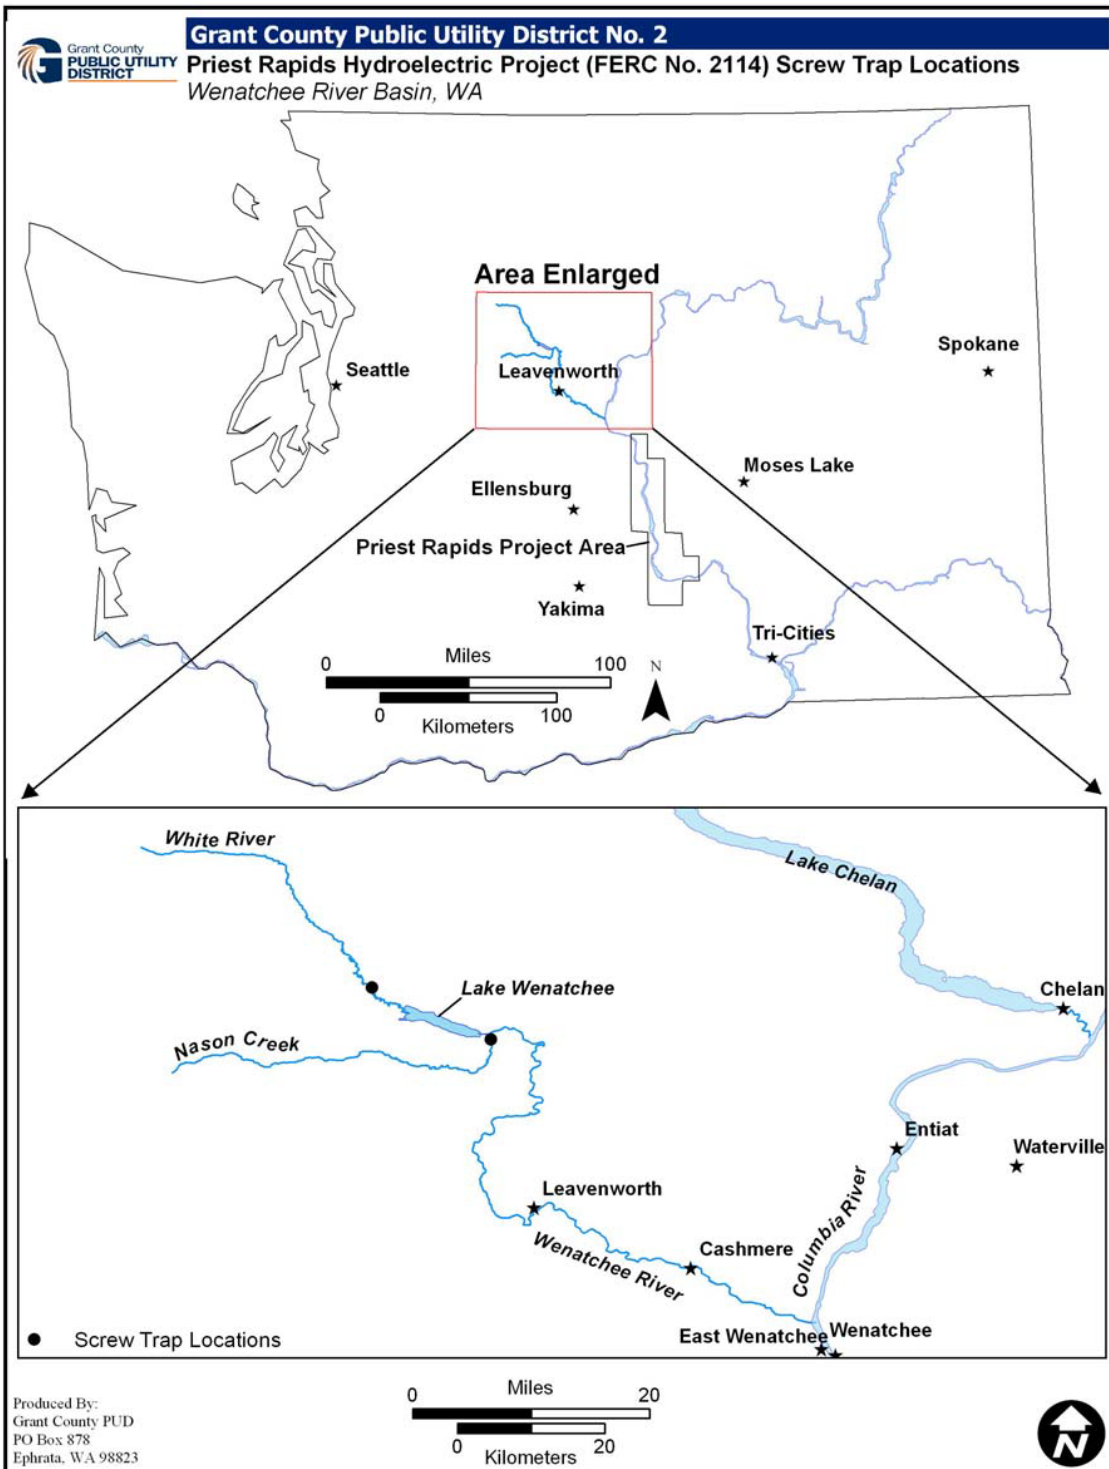 Grant County
PUBLIC UTILITY
DISTRICT
Grant County Public Utility District No. 2
Priest Rapids Hydroelectric Project (FERC No. 2114) Screw Trap Locations
Wenatchee River Basin, WA
Area Enlarged
Seattle
Leavenworth
Spokane
Moses Lake
Ellensburg
Priest Rapids Project Area
Yakima
Tri-Cities
Miles
0 100
0 100
Kilometers
N
White River
Lake Chelan
Lake Wenatchee
Chelan
Nason Creek
Entiat
Waterville
Leavenworth
Columbia River
Wenatchee River
Cashmere
East Wenatchee Wenatchee
Screw Trap Locations
Miles
0 20
0 20
Kilometers
Produced By:
Grant County PUD
PO Box 878
Ephrata, WA 98823
N